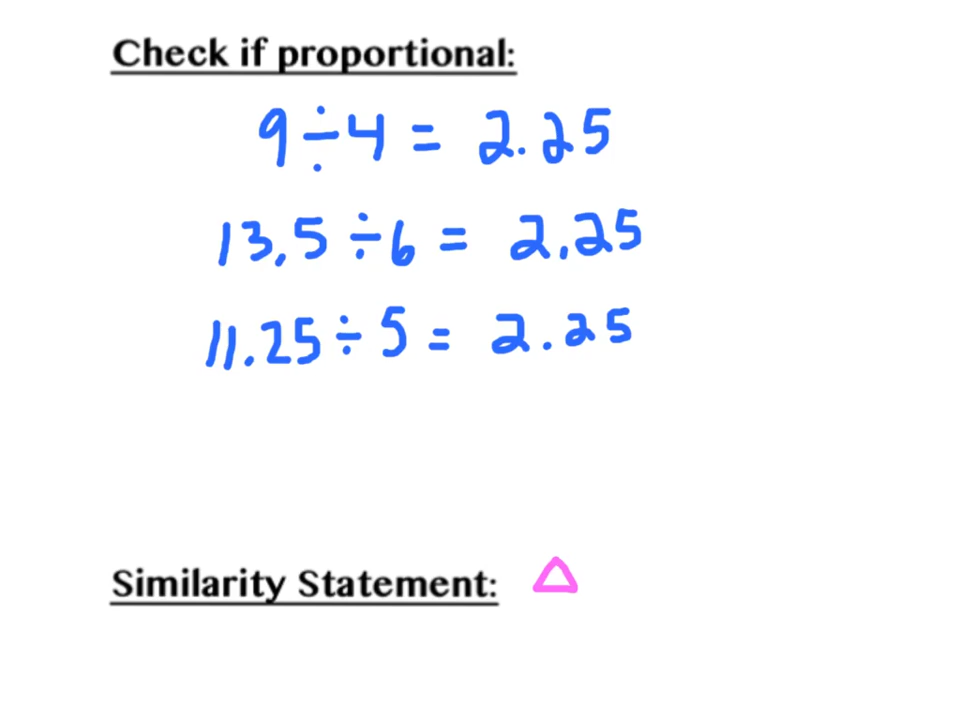 Check if proportional:
9 ÷ 4 = 2.25
13.5 ÷ 6 = 2.25
11.25 ÷ 5 = 2.25
Similarity Statement: △